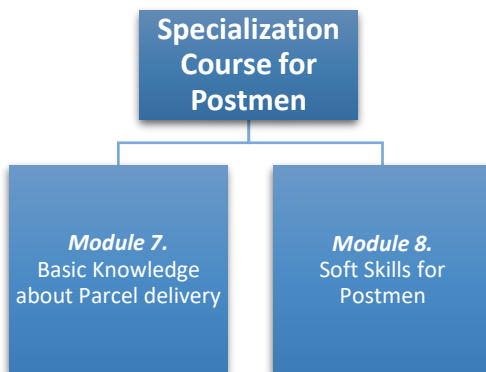 Specialization
Course for
Postmen
Module 7.
Basic Knowledge
about Parcel delivery
Module 8.
Soft Skills for
Postmen